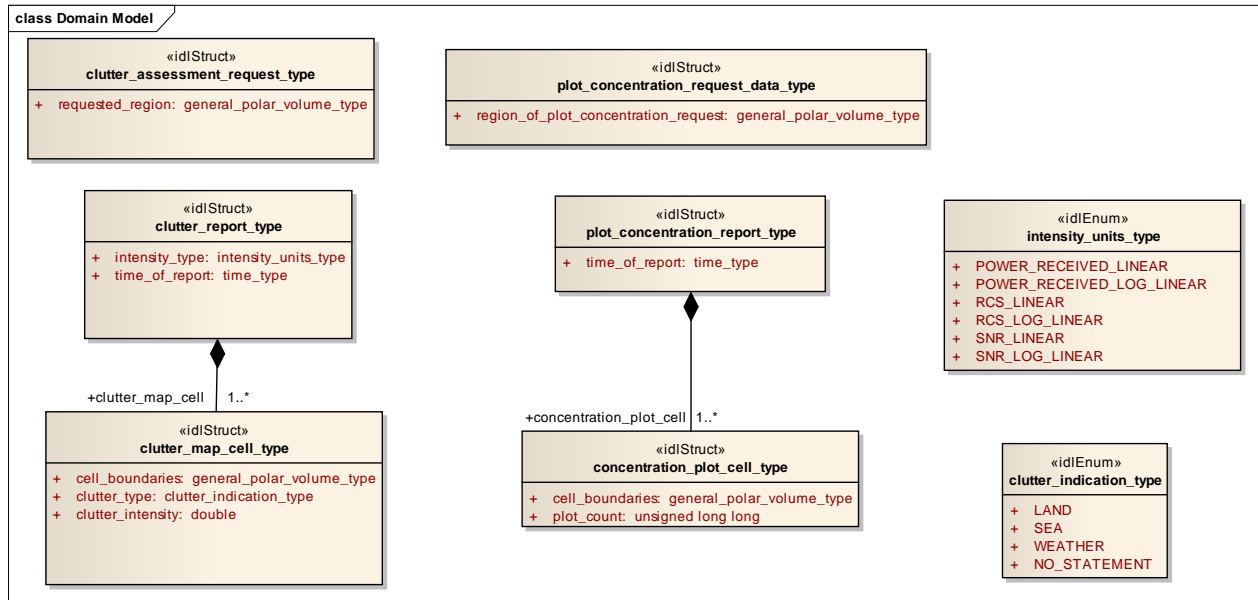 class Domain Model
«idlStruct»
clutter_assessment_request_type
+ requested_region: general_polar_volume_type
«idlStruct»
plot_concentration_request_data_type
+ region_of_plot_concentration_request: general_polar_volume_type
«idlStruct»
clutter_report_type
+ intensity_type: intensity_units_type
+ time_of_report: time_type
«idlStruct»
plot_concentration_report_type
+ time_of_report: time_type
«idlEnum»
intensity_units_type
+ POWER_RECEIVED_LINEAR
+ POWER_RECEIVED_LOG_LINEAR
+ RCS_LINEAR
+ RCS_LOG_LINEAR
+ SNR_LINEAR
+ SNR_LOG_LINEAR
+clutter_map_cell 1..*
«idlStruct»
clutter_map_cell_type
+ cell_boundaries: general_polar_volume_type
+ clutter_type: clutter_indication_type
+ clutter_intensity: double
+concentration_plot_cell 1..*
«idlStruct»
concentration_plot_cell_type
+ cell_boundaries: general_polar_volume_type
+ plot_count: unsigned long long
«idlEnum»
clutter_indication_type
+ LAND
+ SEA
+ WEATHER
+ NO_STATEMENT